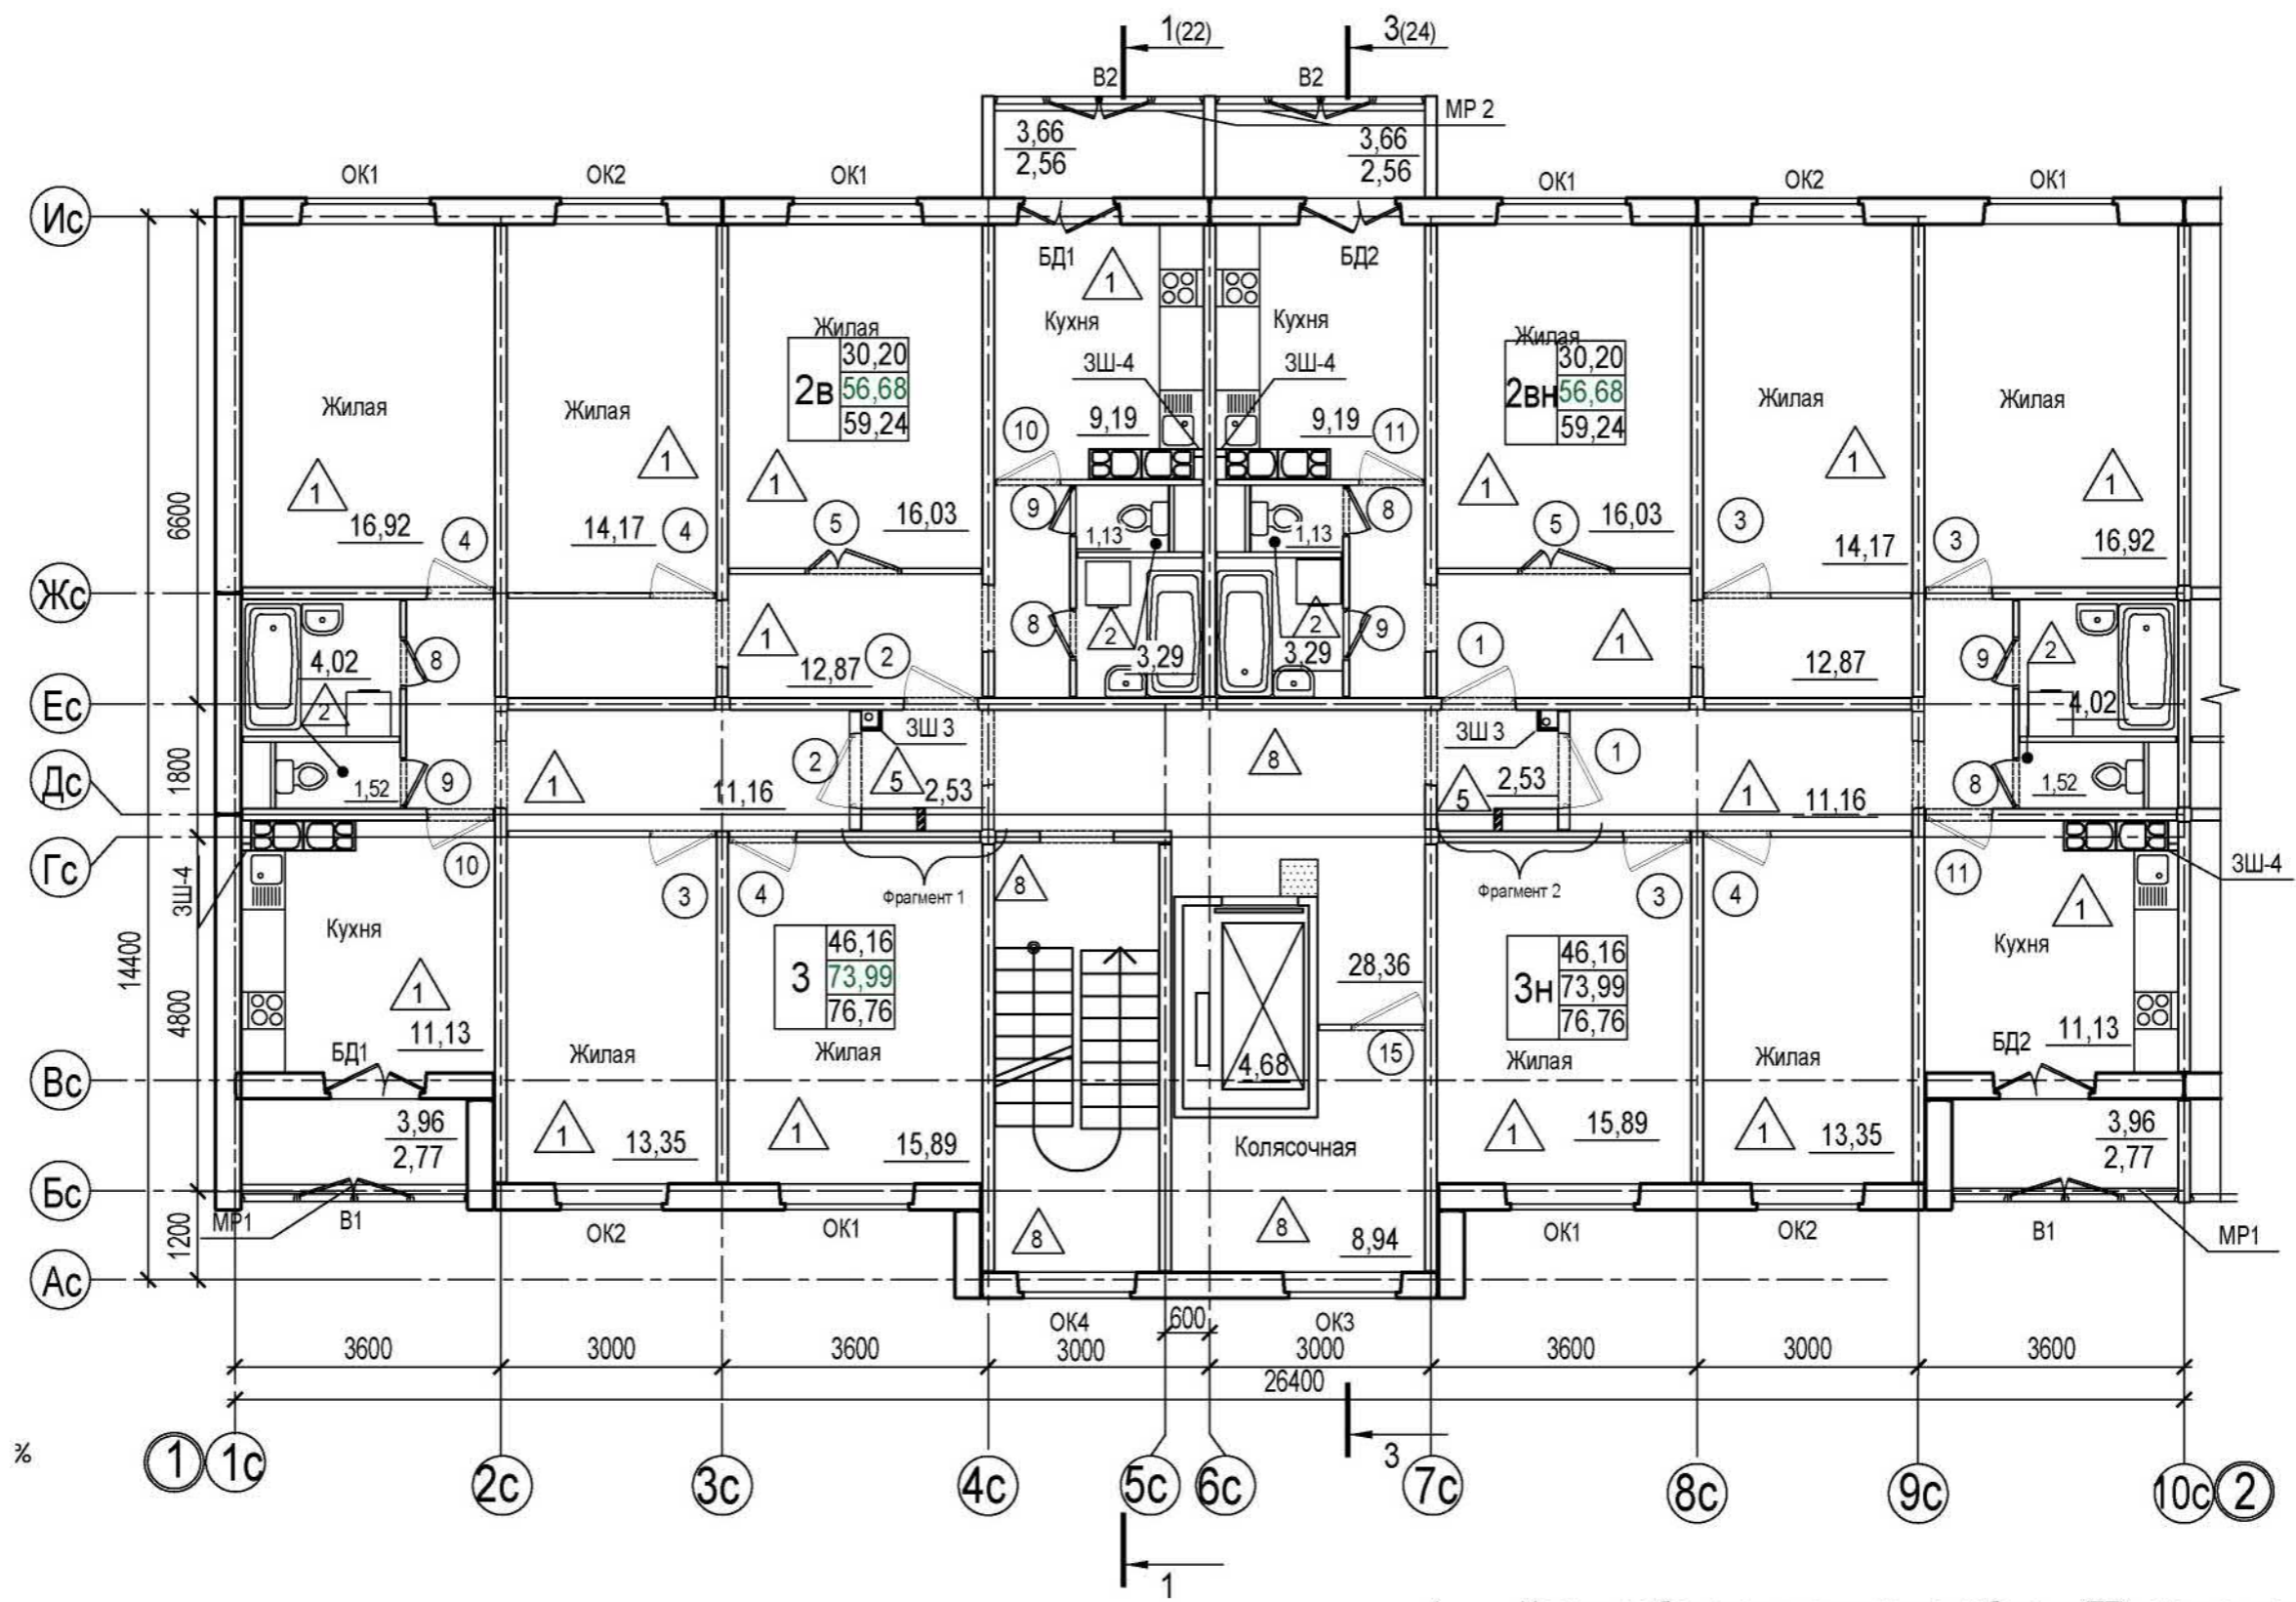 1(22)
3(24)
В2
В2
МР 2
3,66
2,56
3,66
2,56
ОК1
ОК2
ОК1
ОК1
ОК2
ОК1
Ис
БД1
БД2
1
Кухня
Кухня
Жилая
2в
30,20
56,68
59,24
Жилая
2вн
30,20
56,68
59,24
ЗШ-4
ЗШ-4
Жилая
Жилая
Жилая
Жилая
10
9,19
9,19
11
1
1
1
1
1
1
16,92
4
14,17
4
5
16,03
9
1,13
1,13
8
5
16,03
3
14,17
3
16,92
6600
Жс
4,02
8
2
1
12,87
2
8
2
3,29
2
3,29
9
1
1
12,87
9
2
4,02
Ес
ЗШ 3
ЗШ 3
1800
Дс
1,52
9
1
11,16
2
5
2,53
8
5
2,53
1
1
11,16
8
1,52
Гс
ЗШ-4
10
3
4
Фрагмент 1
8
Фрагмент 2
3
4
11
ЗШ-4
14400
4800
Кухня
1
11,13
БД1
Жилая
3
46,16
73,99
76,76
Жилая
28,36
15
4,68
3н
46,16
73,99
76,76
Жилая
Жилая
Кухня
1
11,13
БД2
Вс
3,96
2,77
1
13,35
1
15,89
Колясочная
1
15,89
1
13,35
3,96
2,77
Бс
1200
МР1
В1
ОК2
ОК1
8
8
8,94
ОК1
ОК2
В1
МР1
Ас
ОК4
600
ОК3
3600
3000
3600
3000
3000
3600
3000
3600
26400
3
%
1
1с
2с
3с
4с
5с
6с
7с
8с
9с
10с
2
1